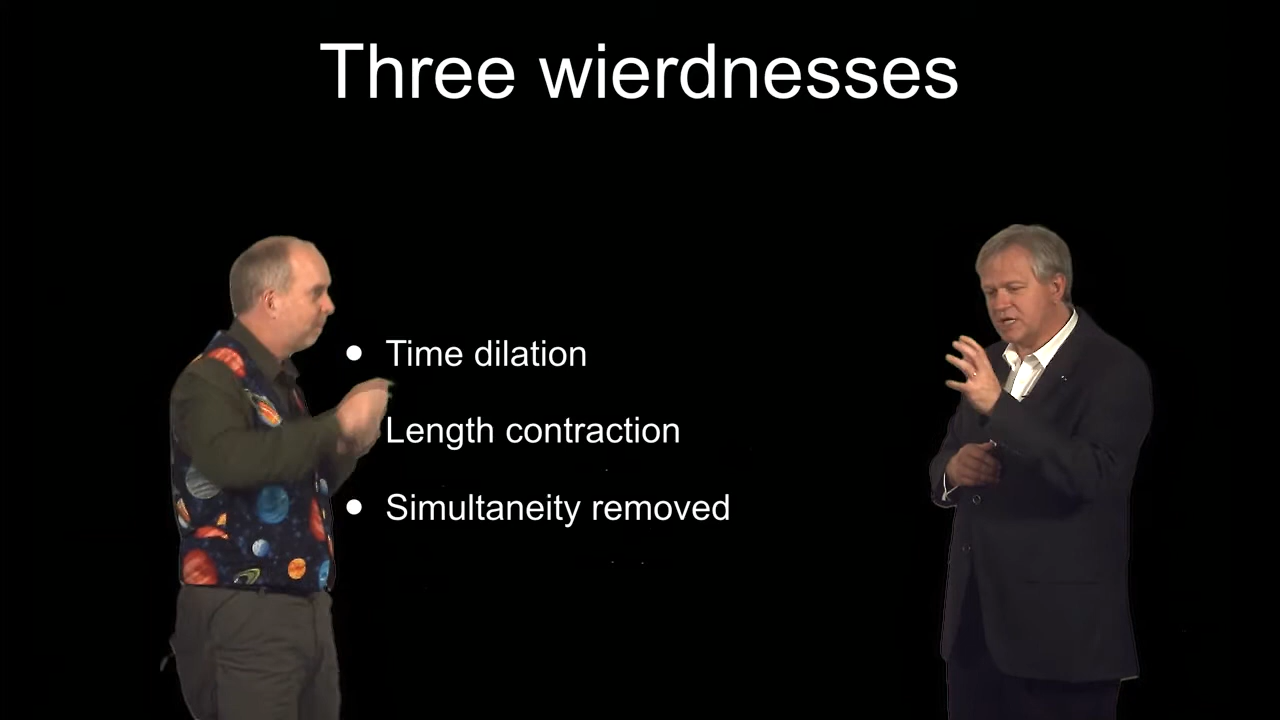 Three wierdnesses
• Time dilation
Length contraction
• Simultaneity removed